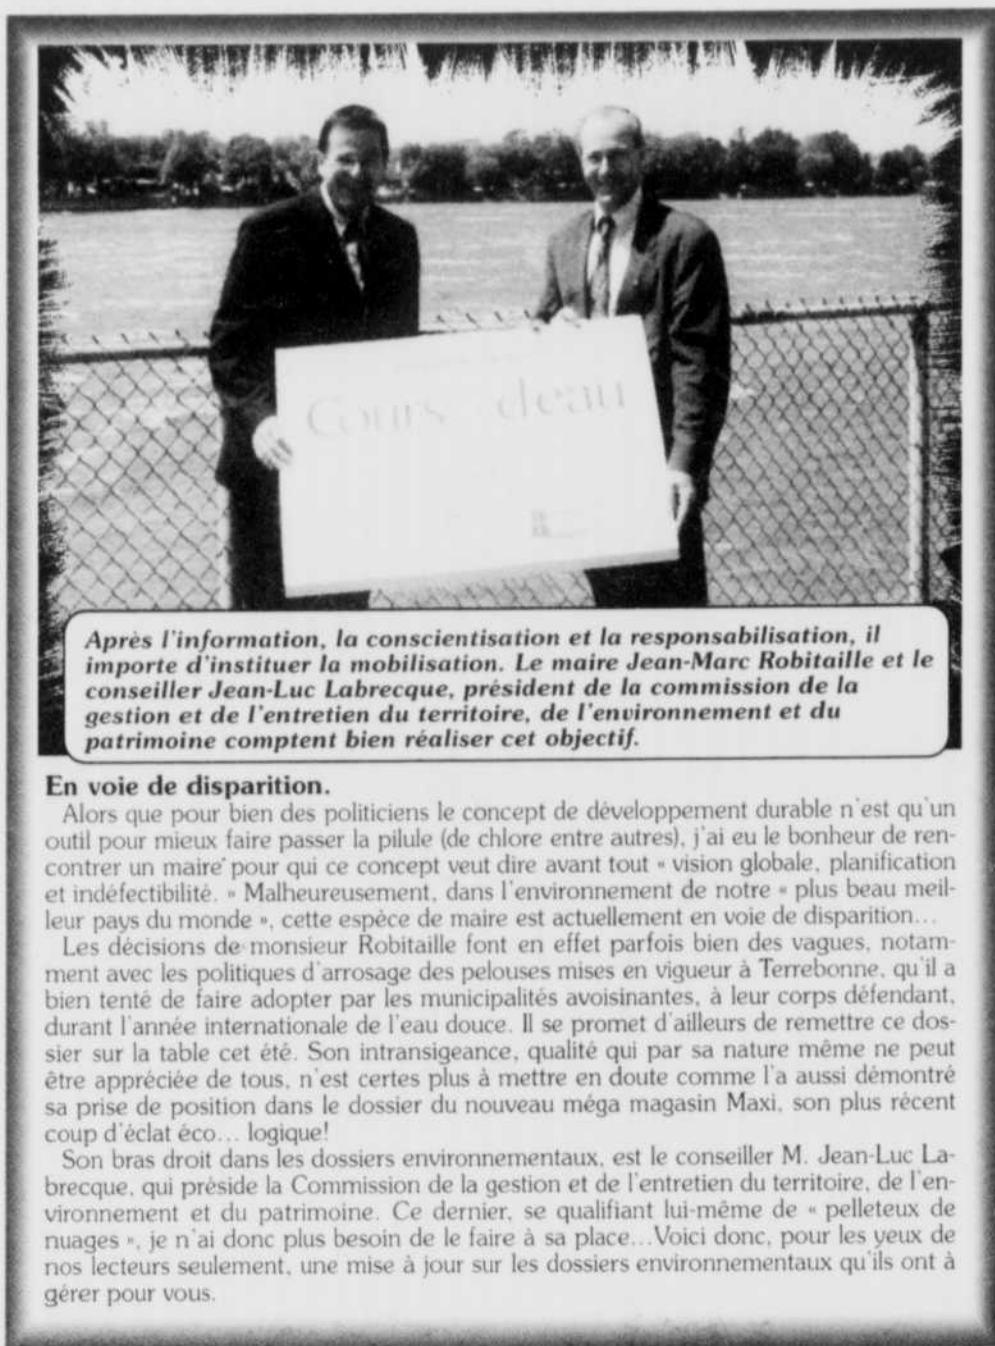 Cours deau
Après l'information, la conscientisation et la responsabilisation, il
importe d'instituer la mobilisation. Le maire Jean-Marc Robitaille et le
conseiller Jean-Luc Labrecque, président de la commission de la
gestion et de l'entretien du territoire, de l'environnement et du
patrimoine comptent bien réaliser cet objectif.
En voie de disparition.
Alors que pour bien des politiciens le concept de développement durable n'est qu'un
outil pour mieux faire passer la pilule (de chlore entre autres), j'ai eu le bonheur de ren-
contrer un maire pour qui ce concept veut dire avant tout « vision globale, planification
et indéfectibilité. » Malheureusement, dans l'environnement de notre « plus beau meil-
leur pays du monde », cette espèce de maire est actuellement en voie de disparition...
Les décisions de monsieur Robitaille font en effet parfois bien des vagues, notam-
ment avec les politiques d'arrosage des pelouses mises en vigueur à Terrebonne, qu'il a
bien tenté de faire adopter par les municipalités avoisinantes, à leur corps défendant,
durant l'année internationale de l'eau douce. Il se promet d'ailleurs de remettre ce dos-
sier sur la table cet été. Son intransigeance, qualité qui par sa nature même ne peut
être appréciée de tous, n'est certes plus à mettre en doute comme l'a aussi démontré
sa prise de position dans le dossier du nouveau méga magasin Maxi, son plus récent
coup d'éclat éco... logique!
Son bras droit dans les dossiers environnementaux, est le conseiller M. Jean-Luc La-
brecque, qui préside la Commission de la gestion et de l'entretien du territoire, de l'en-
vironnement et du patrimoine. Ce dernier, se qualifiant lui-même de « pelleteux de
nuages », je n'ai donc plus besoin de le faire à sa place...Voici donc, pour les yeux de
nos lecteurs seulement, une mise à jour sur les dossiers environnementaux qu'ils ont à
gérer pour vous.